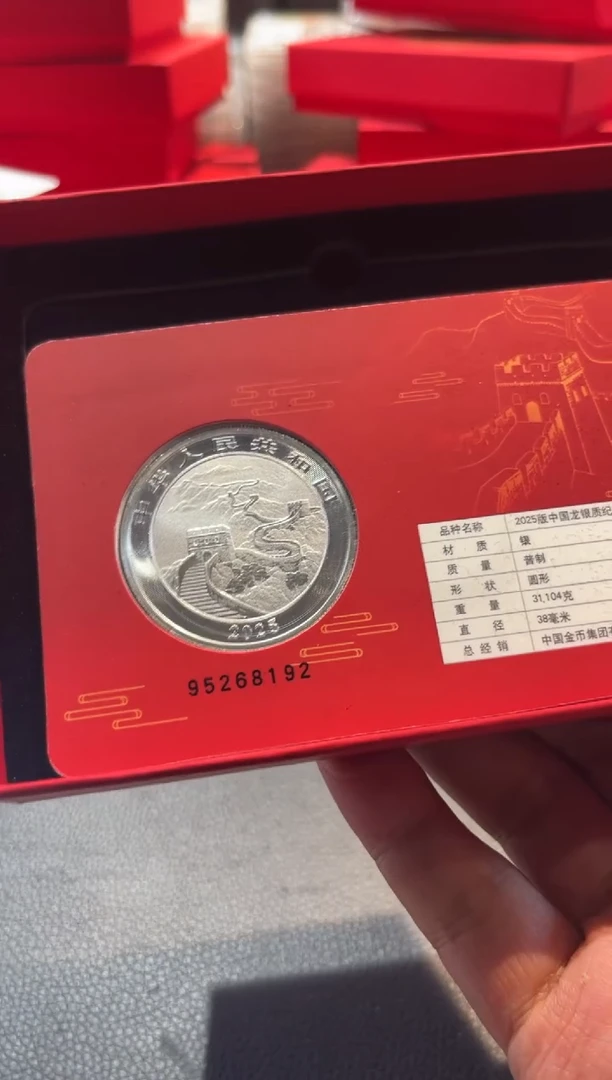 中华人民共和国
2025
95268192
品种名称 2025版中国龙银质纪
材质 银
质量 普制
形状 圆形
重量 31.104克
直径 38毫米
总经销 中国金币集团有